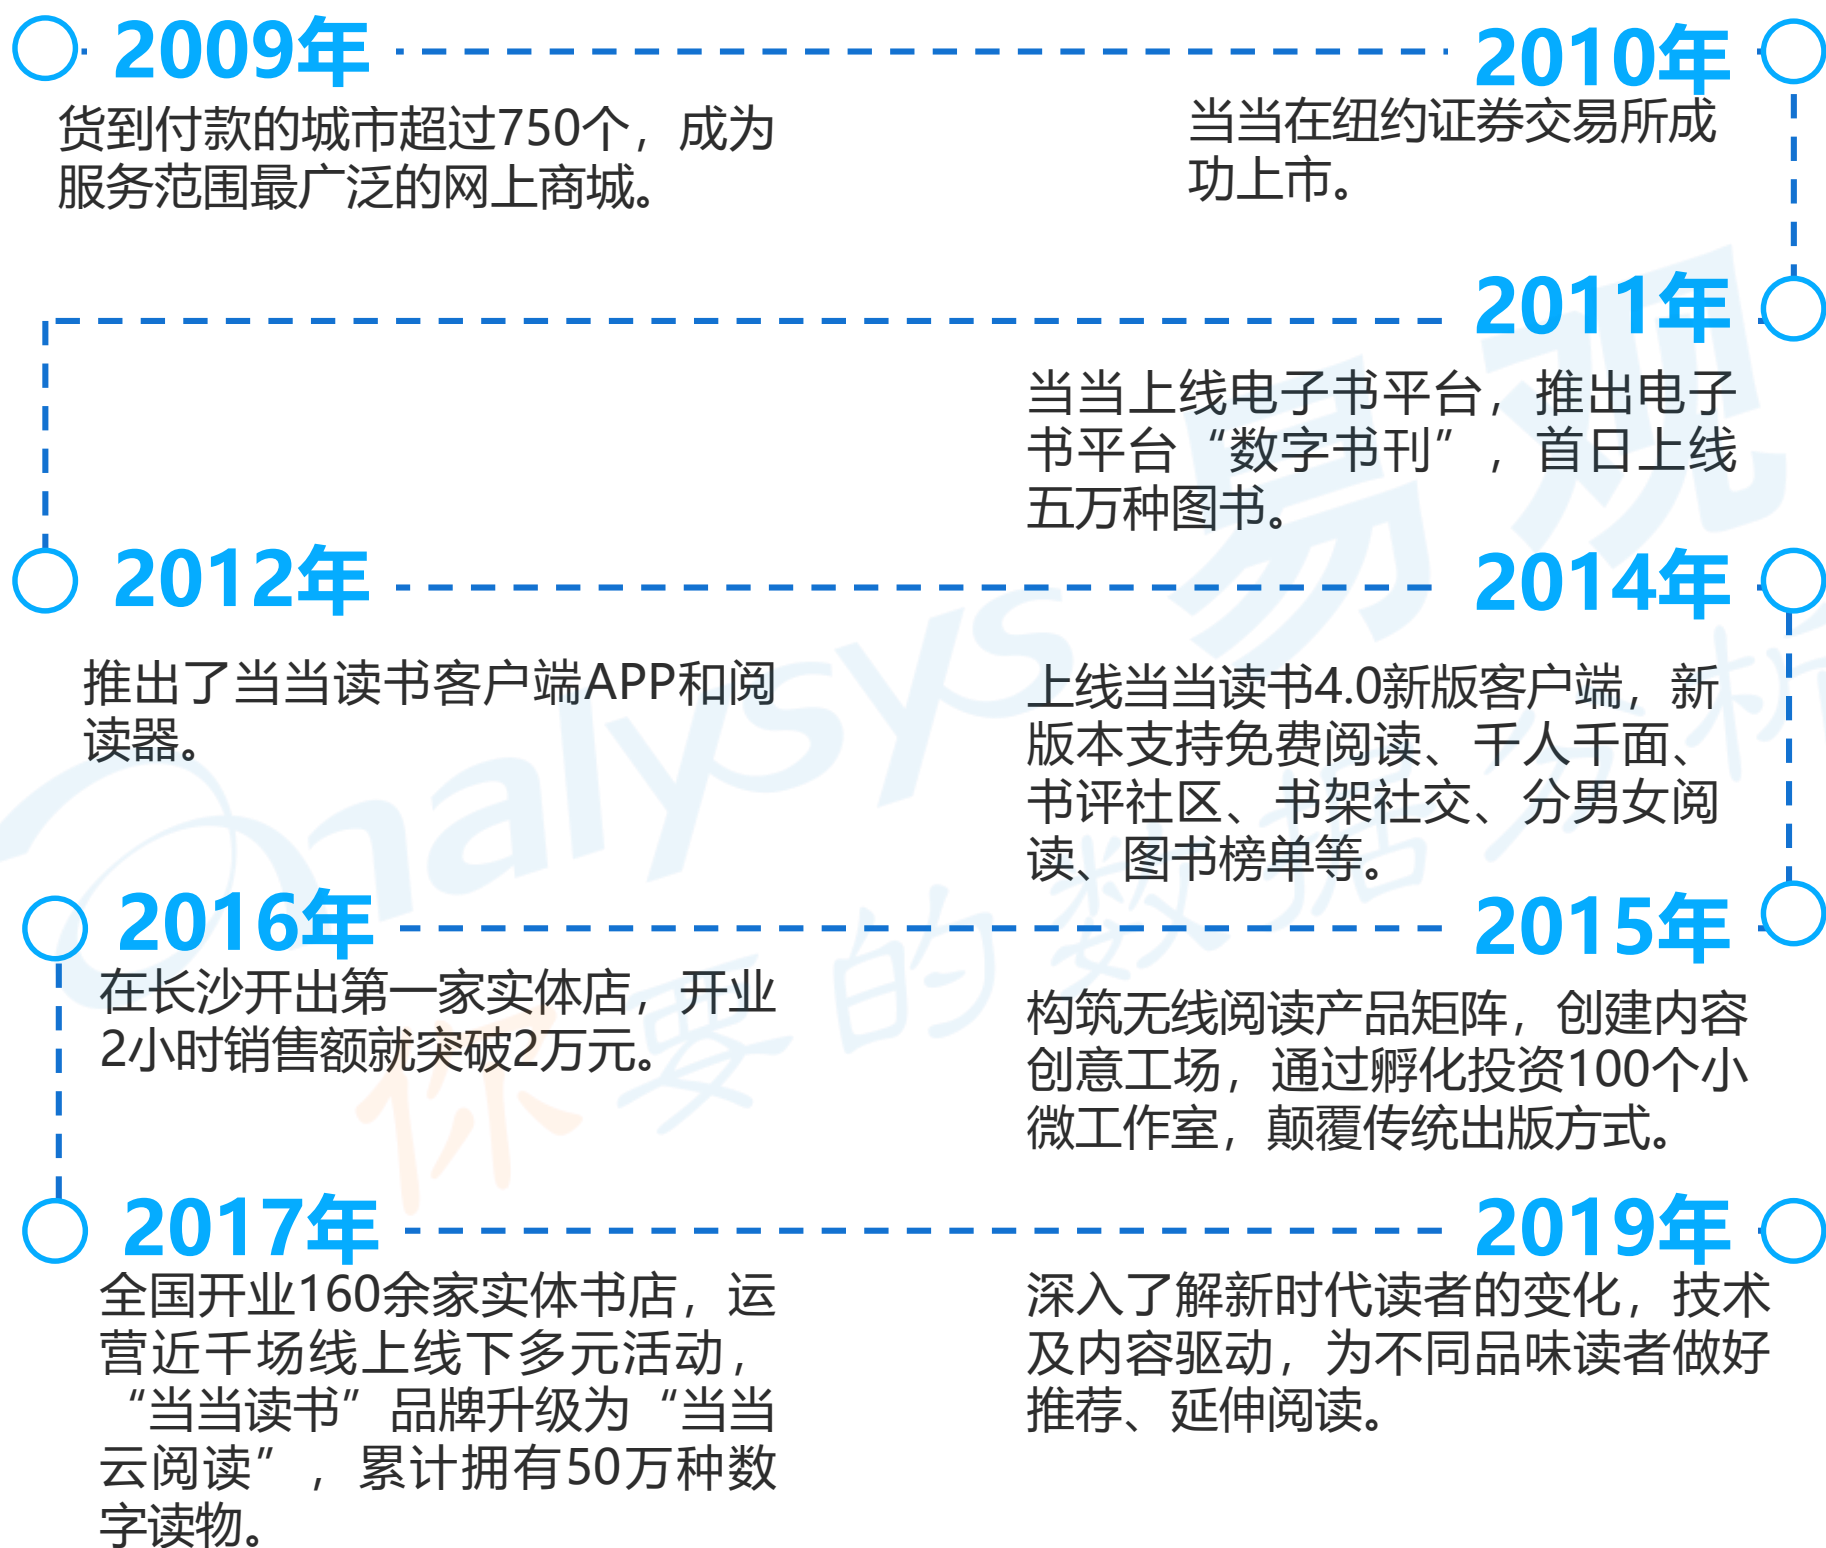 2009年
货到付款的城市超过750个，成为
服务范围最广泛的网上商城。
2010年
当当在纽约证券交易所成
功上市。
2011年
当当上线电子书平台，推出电子
书平台“数字书刊”，首日上线
五万种图书。
2012年
推出了当当读书客户端APP和阅
读器。
2014年
上线当当读书4.0新版客户端，新
版本支持免费阅读、千人千面、
书评社区、书架社交、分男女阅
读、图书榜单等。
2015年
构筑无线阅读产品矩阵，创建内容
创意工场，通过孵化投资100个小
微工作室，颠覆传统出版方式。
2016年
在长沙开出第一家实体店，开业
2小时销售额就突破2万元。
2017年
全国开业160余家实体书店，运
营近千场线上线下多元活动，
“当当读书”品牌升级为“当当
云阅读”，累计拥有50万种数
字读物。
2019年
深入了解新时代读者的变化，技术
及内容驱动，为不同品味读者做好
推荐、延伸阅读。
analysys 易观
你要的数据分析